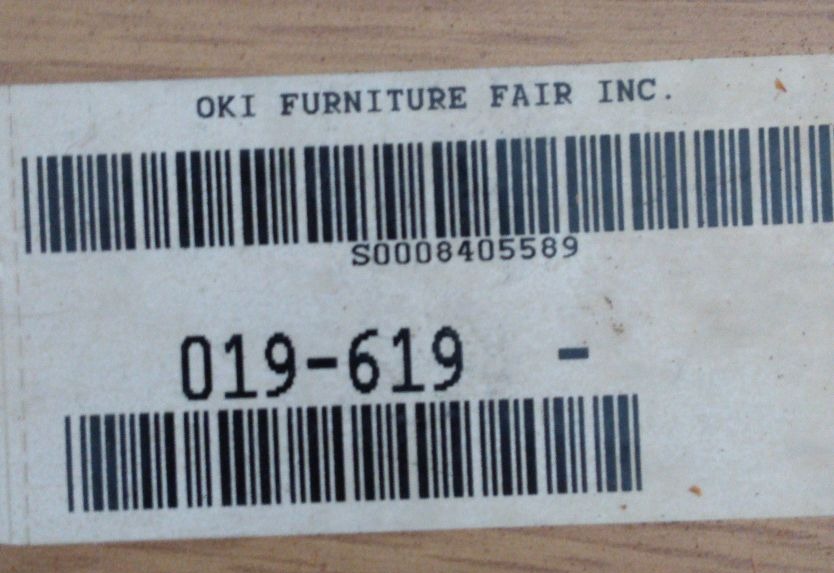 OKI FURNITURE FAIR INC.
S0008405589
019-619 -